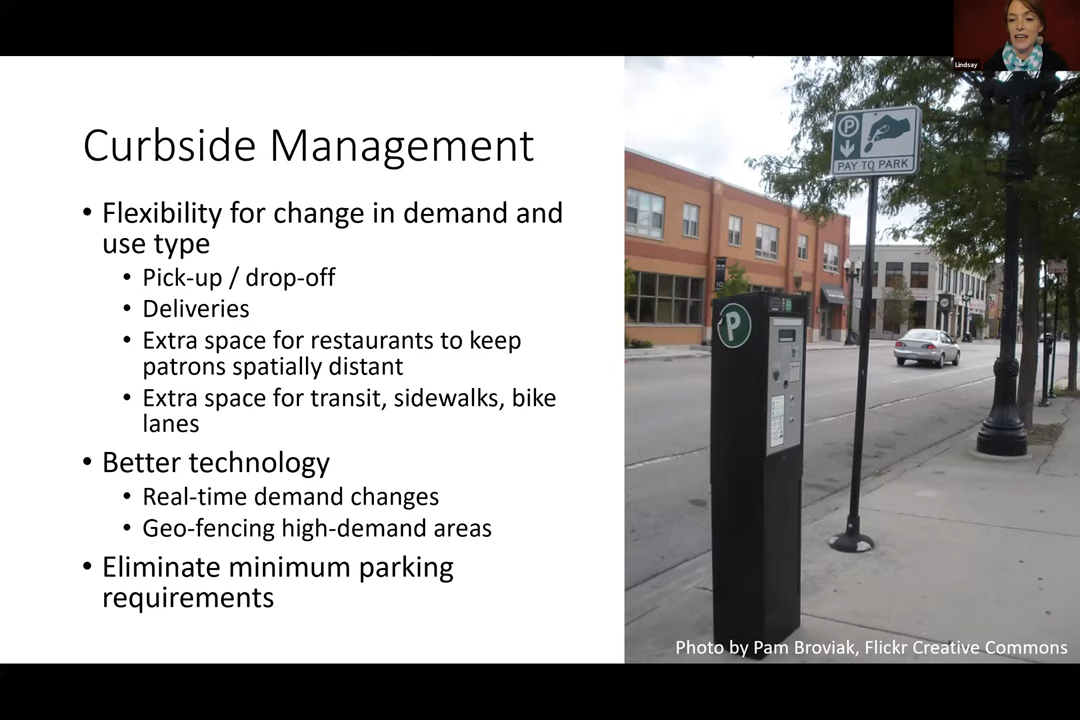 Lindsay
Curbside Management
• Flexibility for change in demand and
use type
• Pick-up / drop-off
• Deliveries
• Extra space for restaurants to keep
patrons spatially distant
• Extra space for transit, sidewalks, bike
lanes
• Better technology
• Real-time demand changes
• Geo-fencing high-demand areas
• Eliminate minimum parking
requirements
P
PAY TO PARK
P
Photo by Pam Broviak, Flickr Creative Commons